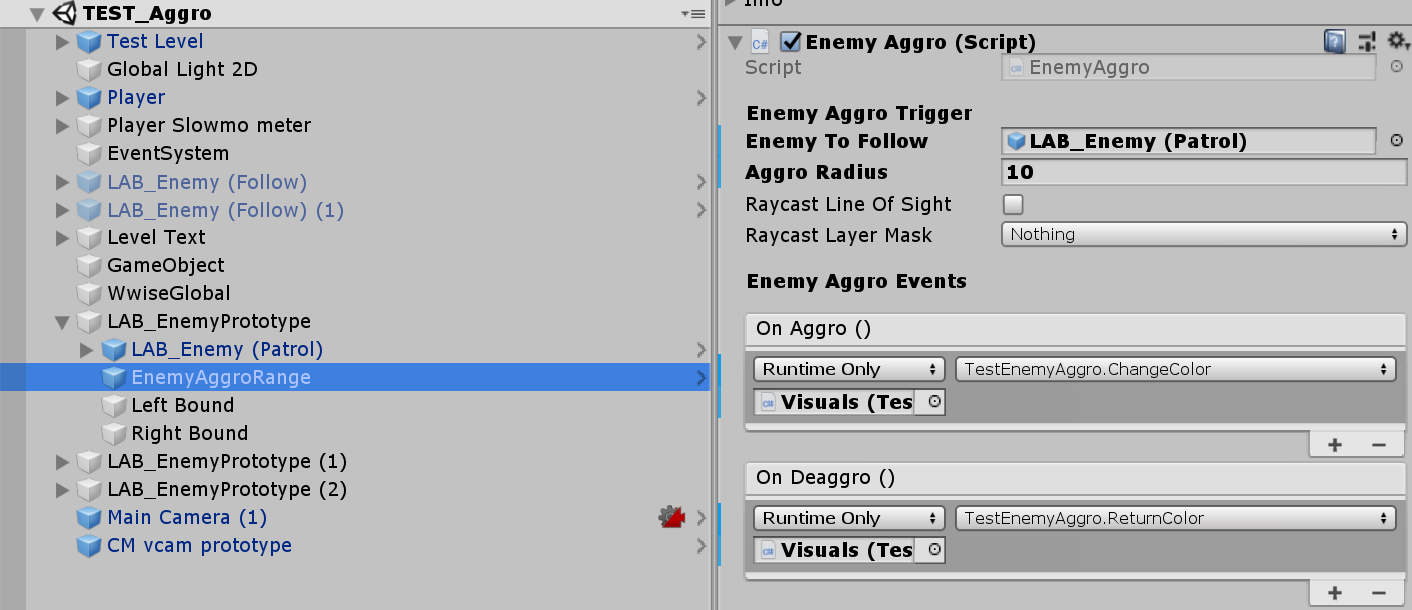 TEST_Aggro
Test Level
Global Light 2D
Player
Player Slowmo meter
EventSystem
LAB_Enemy (Follow)
LAB_Enemy (Follow) (1)
Level Text
GameObject
WwiseGlobal
LAB_EnemyPrototype
LAB_Enemy (Patrol)
EnemyAggroRange
Left Bound
Right Bound
LAB_EnemyPrototype (1)
LAB_EnemyPrototype (2)
Main Camera (1)
CM vcam prototype
Info
C# Enemy Aggro (Script)
Script EnemyAggro
Enemy Aggro Trigger
Enemy To Follow LAB_Enemy (Patrol)
Aggro Radius 10
Raycast Line Of Sight
Raycast Layer Mask Nothing
Enemy Aggro Events
On Aggro ()
Runtime Only TestEnemyAggro.ChangeColor
Visuals (Tes
+ −
On Deaggro ()
Runtime Only TestEnemyAggro.ReturnColor
Visuals (Tes
+ −